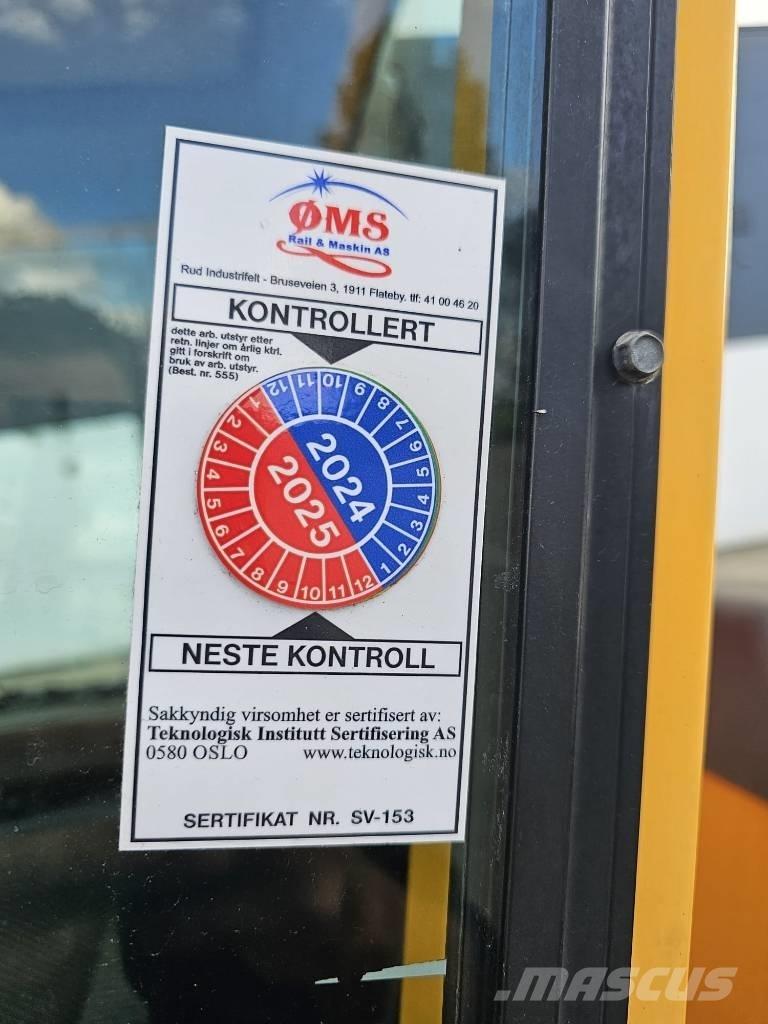 ØMS
Rail & Maskin AS
Rud Industrifelt - Bruseveien 3, 1911 Flateby. tlf: 41 00 46 20
KONTROLLERT
dette arb. utstyr etter
retn. linjer om årlig ktrl.
gitt i forskrift om
bruk av arb. utstyr.
(Best. nr. 555)
12 11 10 9 8 7 6 5 4 3 2 1
2024
2025
1 2 3 4 5 6 7 8 9 10 11 12
NESTE KONTROLL
Sakkyndig virsomhet er sertifisert av:
Teknologisk Institutt Sertifisering AS
0580 OSLO www.teknologisk.no
SERTIFIKAT NR. SV-153
MASCUS